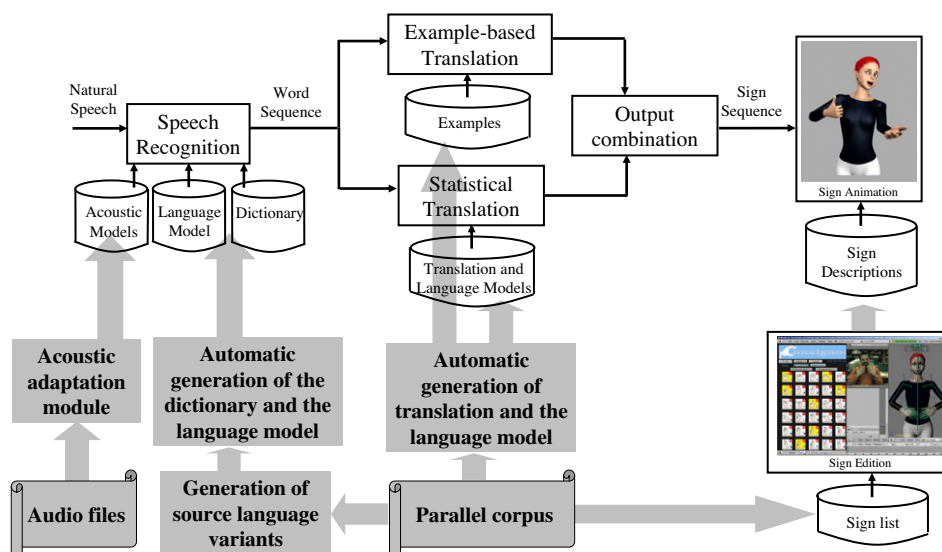 Natural
Speech
Speech
Recognition
Word
Sequence
Example-based
Translation
Examples
Statistical
Translation
Translation and
Language Models
Output
combination
Sign
Sequence
Sign Animation
Acoustic
Models
Language
Model
Dictionary
Sign
Descriptions
Acoustic
adaptation
module
Automatic
generation of the
dictionary and the
language model
Automatic
generation of
translation and the
language model
Sign Edition
Audio files
Generation of
source language
variants
Parallel corpus
Sign list